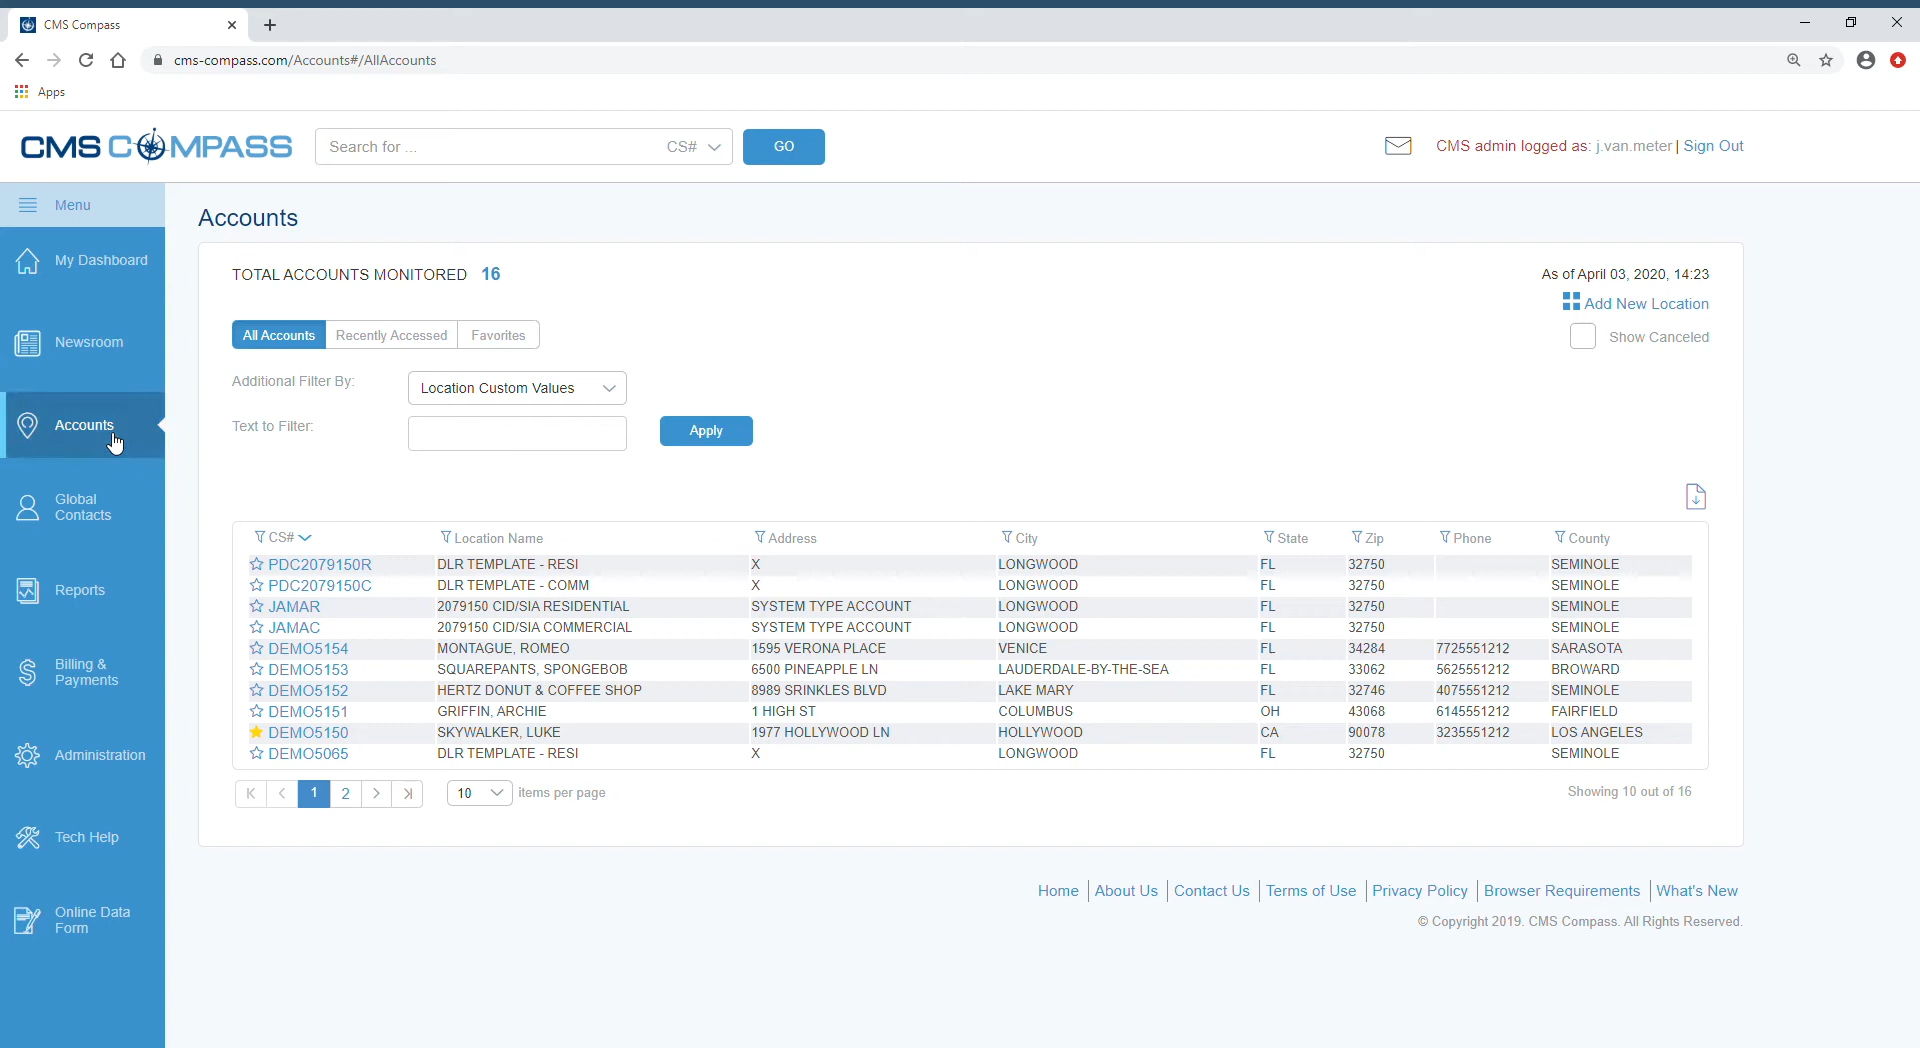 CMS Compass
cms-compass.com/Accounts#/AllAccounts
Apps
CMS COMPASS
Search for ... CS# GO
CMS admin logged as: j.van.meter | Sign Out
Menu
My Dashboard
Newsroom
Accounts
Global
Contacts
Reports
Billing &
Payments
Administration
Tech Help
Online Data
Form
Accounts
TOTAL ACCOUNTS MONITORED 16
As of April 03, 2020, 14:23
Add New Location
All Accounts Recently Accessed Favorites
Show Canceled
Additional Filter By: Location Custom Values
Text to Filter: Apply
CS# Location Name Address City State Zip Phone County
PDC2079150R DLR TEMPLATE - RESI X LONGWOOD FL 32750 SEMINOLE
PDC2079150C DLR TEMPLATE - COMM X LONGWOOD FL 32750 SEMINOLE
JAMAR 2079150 CID/SIA RESIDENTIAL SYSTEM TYPE ACCOUNT LONGWOOD FL 32750 SEMINOLE
JAMAC 2079150 CID/SIA COMMERCIAL SYSTEM TYPE ACCOUNT LONGWOOD FL 32750 SEMINOLE
DEMO5154 MONTAGUE, ROMEO 1595 VERONA PLACE VENICE FL 34284 7725551212 SARASOTA
DEMO5153 SQUAREPANTS, SPONGEBOB 6500 PINEAPPLE LN LAUDERDALE-BY-THE-SEA FL 33062 5625551212 BROWARD
DEMO5152 HERTZ DONUT & COFFEE SHOP 8989 SRINKLES BLVD LAKE MARY FL 32746 4075551212 SEMINOLE
DEMO5151 GRIFFIN, ARCHIE 1 HIGH ST COLUMBUS OH 43068 6145551212 FAIRFIELD
DEMO5150 SKYWALKER, LUKE 1977 HOLLYWOOD LN HOLLYWOOD CA 90078 3235551212 LOS ANGELES
DEMO5065 DLR TEMPLATE - RESI X LONGWOOD FL 32750 SEMINOLE
1 2 10 items per page
Showing 10 out of 16
Home About Us Contact Us Terms of Use Privacy Policy Browser Requirements What's New
© Copyright 2019. CMS Compass. All Rights Reserved.